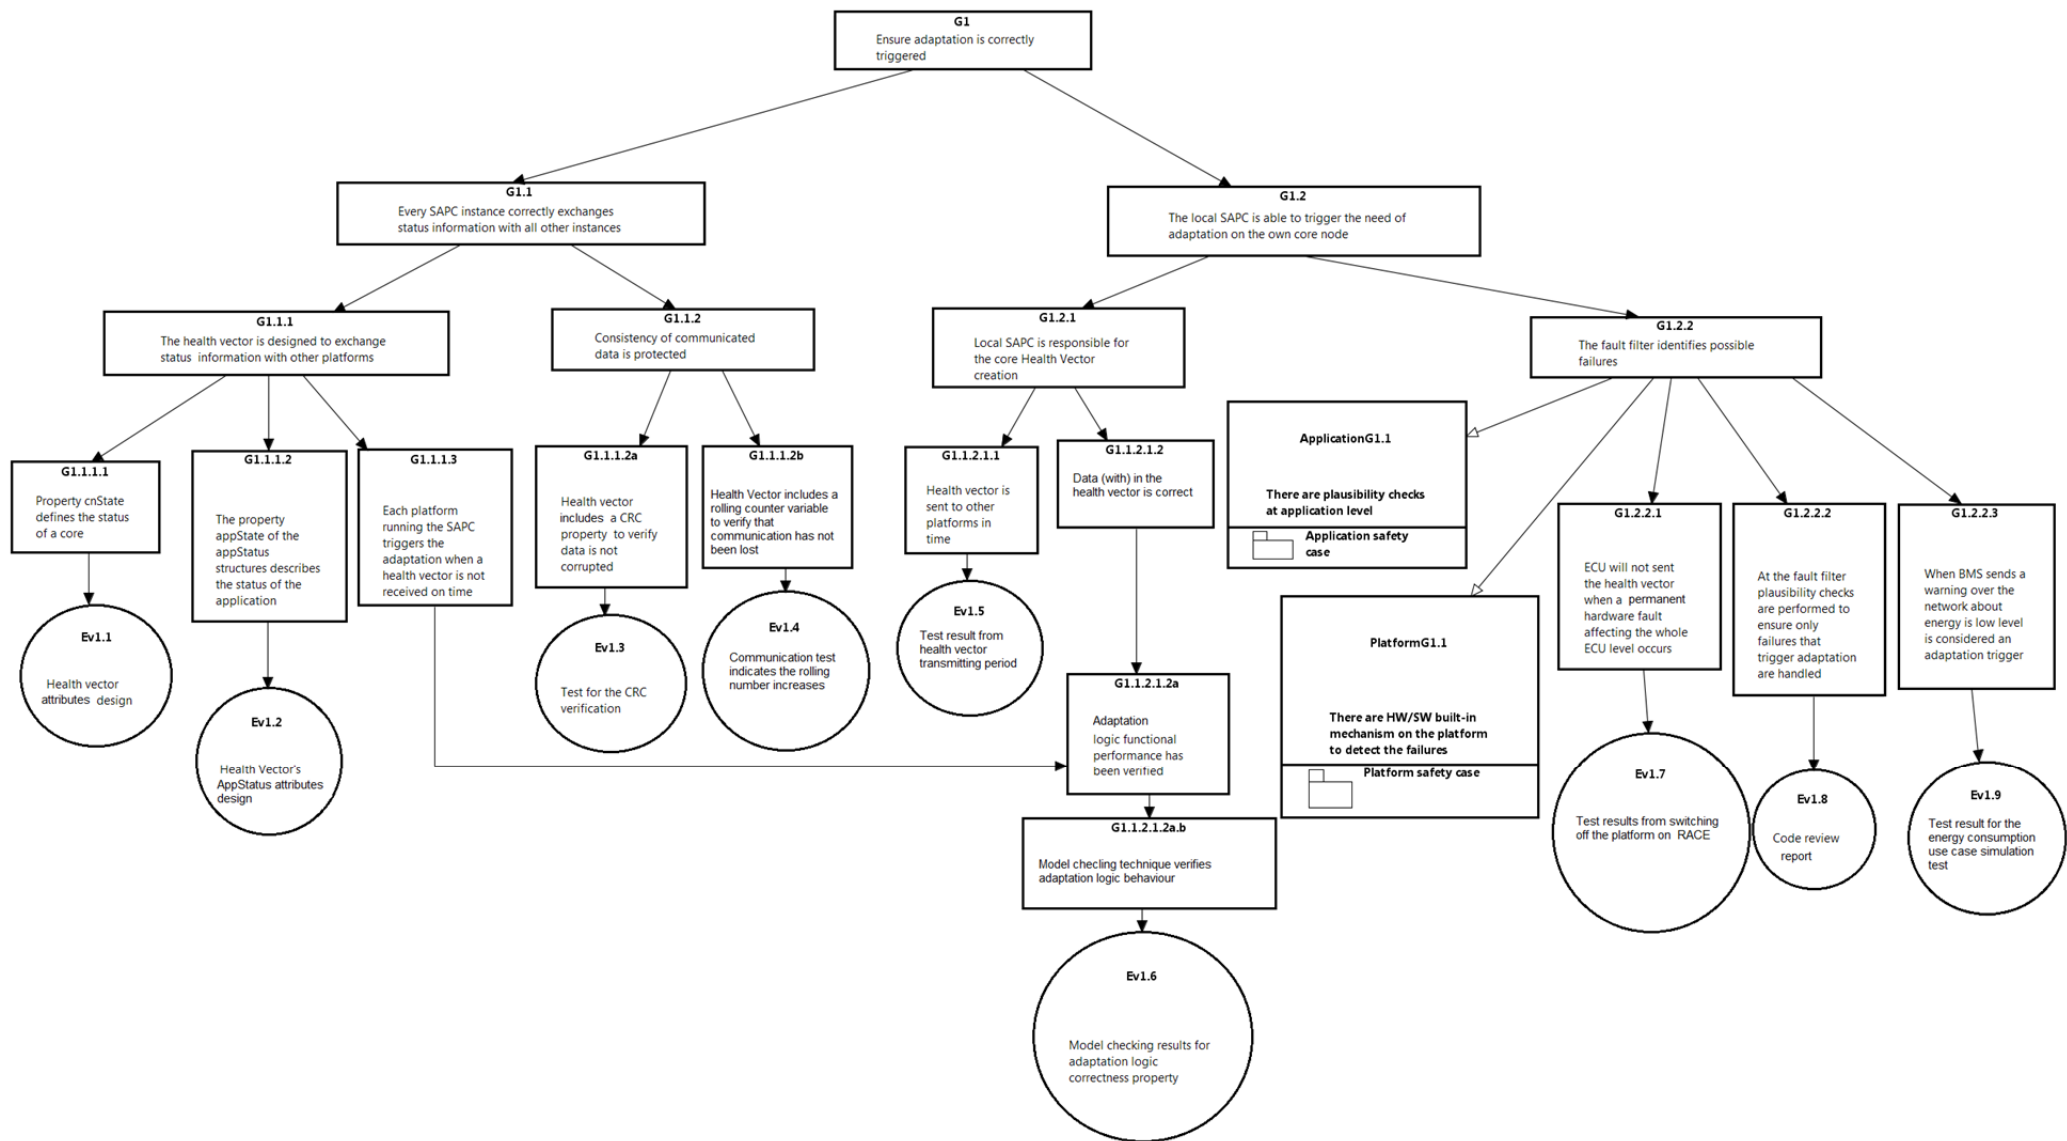 G1
Ensure adaptation is correctly
triggered
G1.1
Every SAPC instance correctly exchanges
status information with all other instances
G1.2
The local SAPC is able to trigger the need of
adaptation on the own core node
G1.1.1
The health vector is designed to exchange
status information with other platforms
G1.1.2
Consistency of communicated
data is protected
G1.2.1
Local SAPC is responsible for
the core Health Vector
creation
G1.2.2
The fault filter identifies possible
failures
G1.1.1.1
Property cnState
defines the status
of a core
G1.1.1.2
The property
appState of the
appStatus
structures describes
the status of the
application
G1.1.1.3
Each platform
running the SAPC
triggers the
adaptation when a
health vector is not
received on time
G1.1.1.2a
Health vector
includes a CRC
property to verify
data is not
corrupted
G1.1.1.2b
Health Vector includes a
rolling counter variable
to verify that
communication has not
been lost
G1.1.2.1.1
Health vector is
sent to other
platforms in
time
G1.1.2.1.2
Data (with) in the
health vector is correct
ApplicationG1.1
There are plausibility checks
at application level
Application safety
case
PlatformG1.1
There are HW/SW built-in
mechanism on the platform
to detect the failures
Platform safety case
G1.2.2.1
ECU will not sent
the health vector
when a permanent
hardware fault
affecting the whole
ECU level occurs
G1.2.2.2
At the fault filter
plausibility checks
are performed to
ensure only
failures that
trigger adaptation
are handled
G1.2.2.3
When BMS sends a
warning over the
network about
energy is low level
is considered an
adaptation trigger
Ev1.1
Health vector
attributes design
Ev1.2
Health Vector's
AppStatus attributes
design
Ev1.3
Test for the CRC
verification
Ev1.4
Communication test
indicates the rolling
number increases
Ev1.5
Test result from
health vector
transmitting period
G1.1.2.1.2a
Adaptation
logic functional
performance has
been verified
G1.1.2.1.2a.b
Model checling technique verifies
adaptation logic behaviour
Ev1.6
Model checking results for
adaptation logic
correctness property
Ev1.7
Test results from switching
off the platform on RACE
Ev1.8
Code review
report
Ev1.9
Test result for the
energy consumption
use case simulation
test